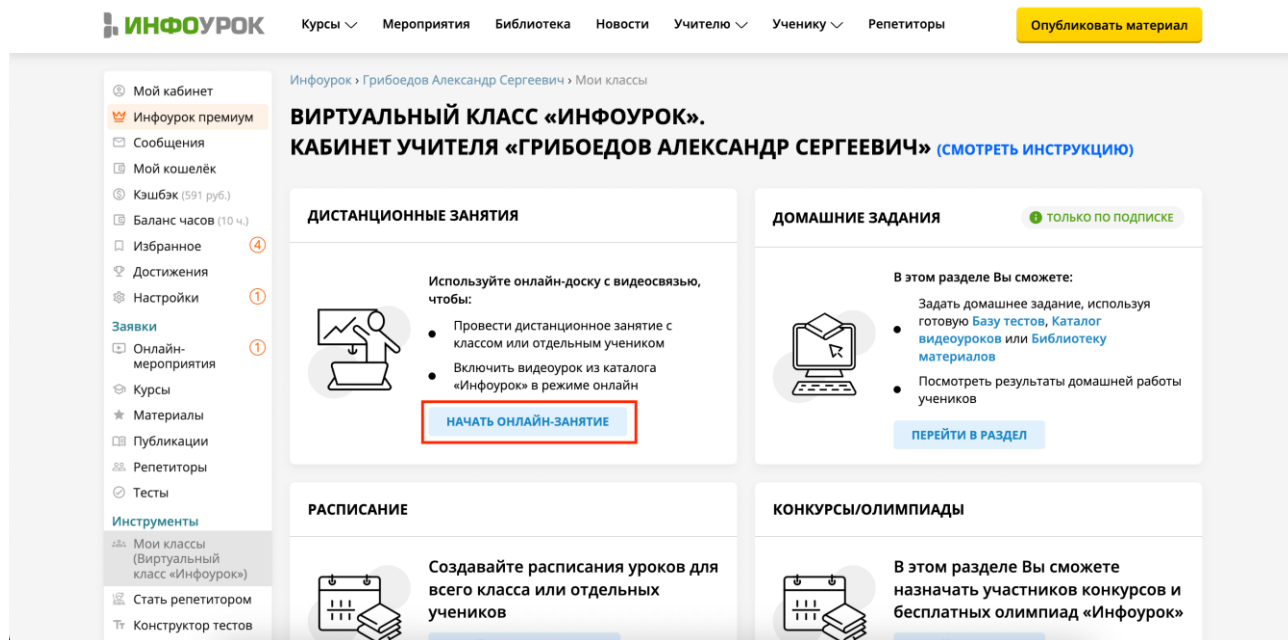 ИНФОУРОК
Курсы Мероприятия Библиотека Новости Учителю Ученику Репетиторы
Опубликовать материал
Мой кабинет
Инфоурок премиум
Сообщения
Мой кошелёк
Кэшбэк (591 руб.)
Баланс часов (10 ч.)
Избранное 4
Достижения
Настройки 1
Заявки
Онлайн-
мероприятия 1
Курсы
Материалы
Публикации
Репетиторы
Тесты
Инструменты
Мои классы
(Виртуальный
класс «Инфоурок»)
Стать репетитором
Тт Конструктор тестов
Инфоурок › Грибоедов Александр Сергеевич › Мои классы
ВИРТУАЛЬНЫЙ КЛАСС «ИНФОУРОК».
КАБИНЕТ УЧИТЕЛЯ «ГРИБОЕДОВ АЛЕКСАНДР СЕРГЕЕВИЧ» (СМОТРЕТЬ ИНСТРУКЦИЮ)
ДИСТАНЦИОННЫЕ ЗАНЯТИЯ
Используйте онлайн-доску с видеосвязью,
чтобы:
• Провести дистанционное занятие с
классом или отдельным учеником
• Включить видеоурок из каталога
«Инфоурок» в режиме онлайн
НАЧАТЬ ОНЛАЙН-ЗАНЯТИЕ
ДОМАШНИЕ ЗАДАНИЯ
ТОЛЬКО ПО ПОДПИСКЕ
В этом разделе Вы сможете:
• Задать домашнее задание, используя
готовую Базу тестов, Каталог
видеоуроков или Библиотеку
материалов
• Посмотреть результаты домашней работы
учеников
ПЕРЕЙТИ В РАЗДЕЛ
РАСПИСАНИЕ
Создавайте расписания уроков для
всего класса или отдельных
учеников
КОНКУРСЫ/ОЛИМПИАДЫ
В этом разделе Вы сможете
назначать участников конкурсов и
бесплатных олимпиад «Инфоурок»